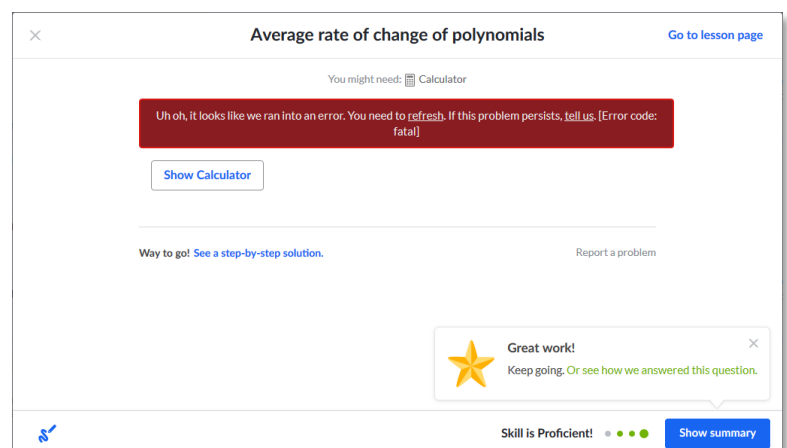 Average rate of change of polynomials
Go to lesson page
You might need: Calculator
Uh oh, it looks like we ran into an error. You need to refresh. If this problem persists, tell us. [Error code:
fatal]
Show Calculator
Way to go! See a step-by-step solution.
Report a problem
Great work!
Keep going. Or see how we answered this question.
Skill is Proficient!
Show summary